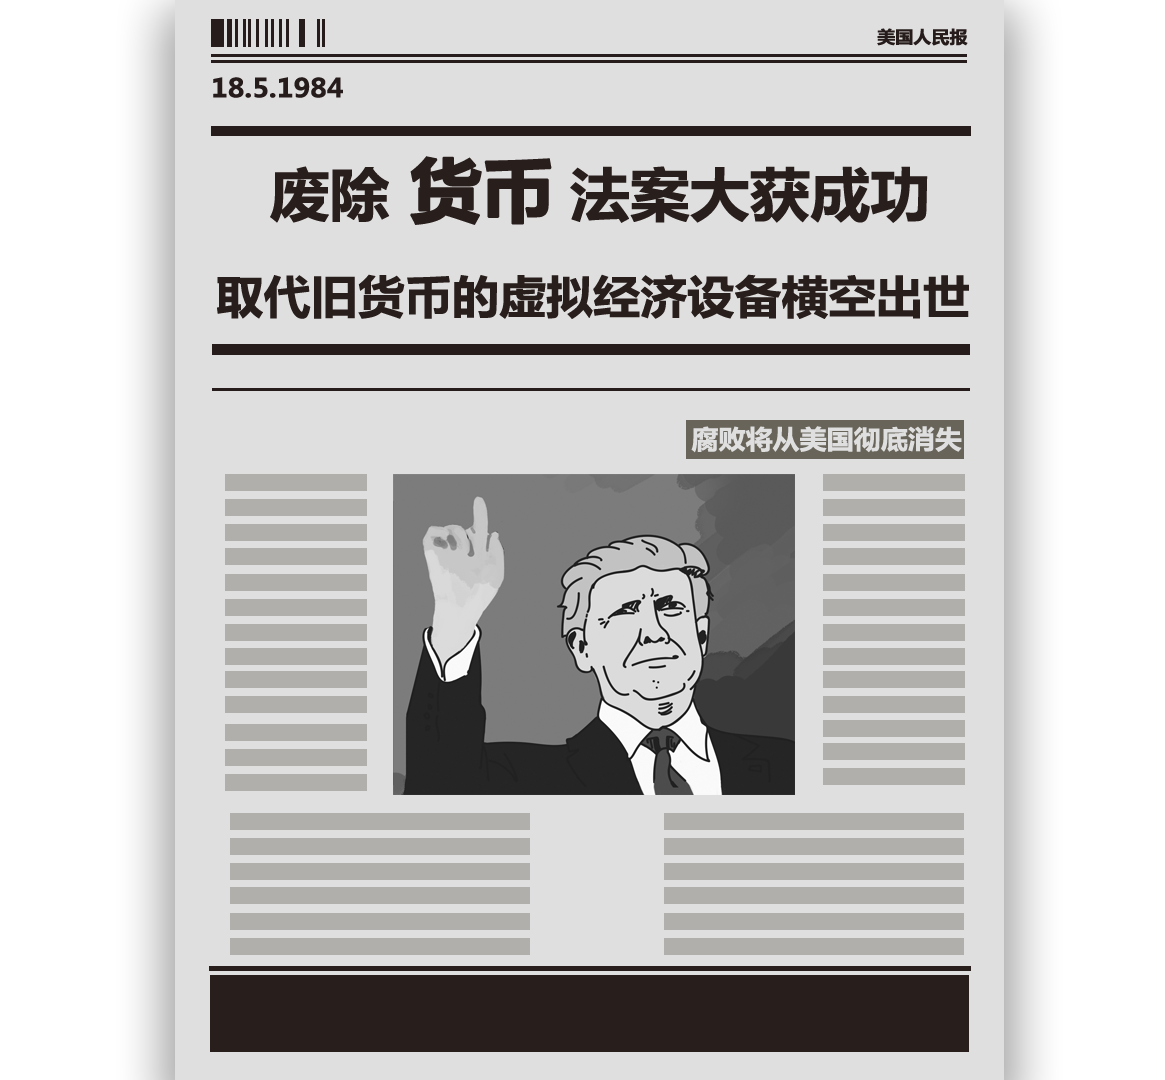 美国人民报
18.5.1984
废除 货币 法案大获成功
取代旧货币的虚拟经济设备横空出世
腐败将从美国彻底消失